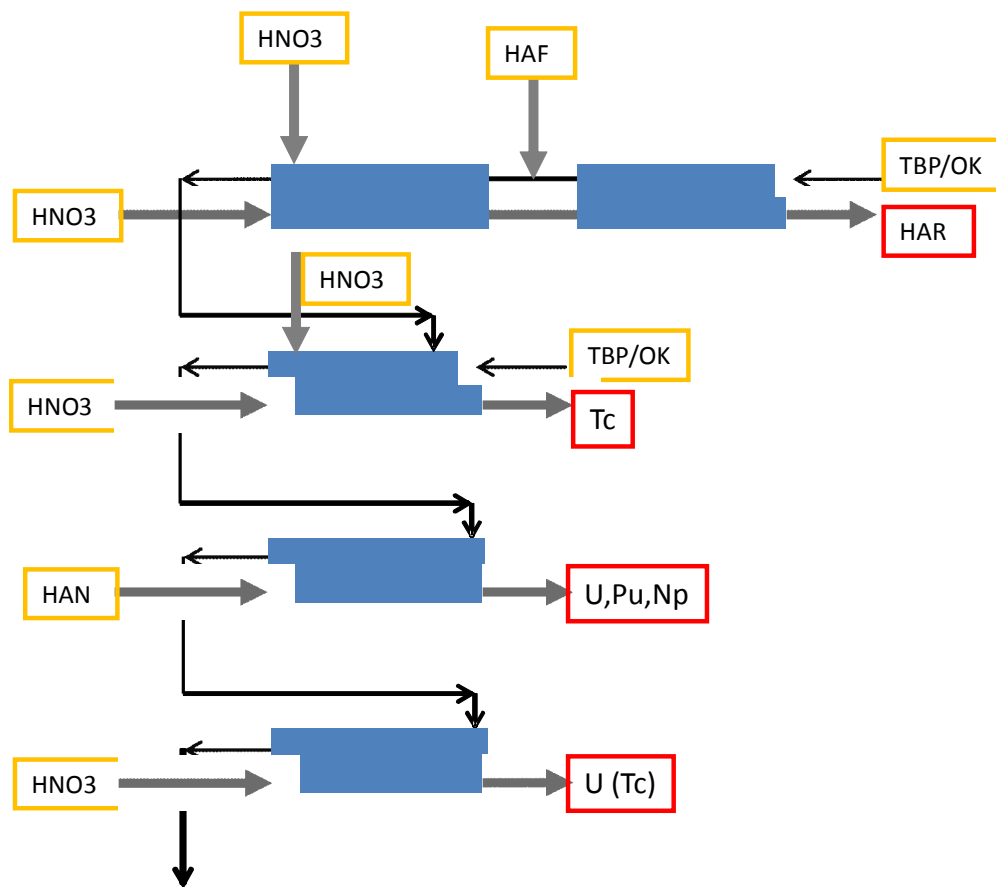 HNO3
HAF
TBP/OK
HNO3
HAR
HNO3
TBP/OK
HNO3
Tc
HAN
U,Pu,Np
HNO3
U (Tc)